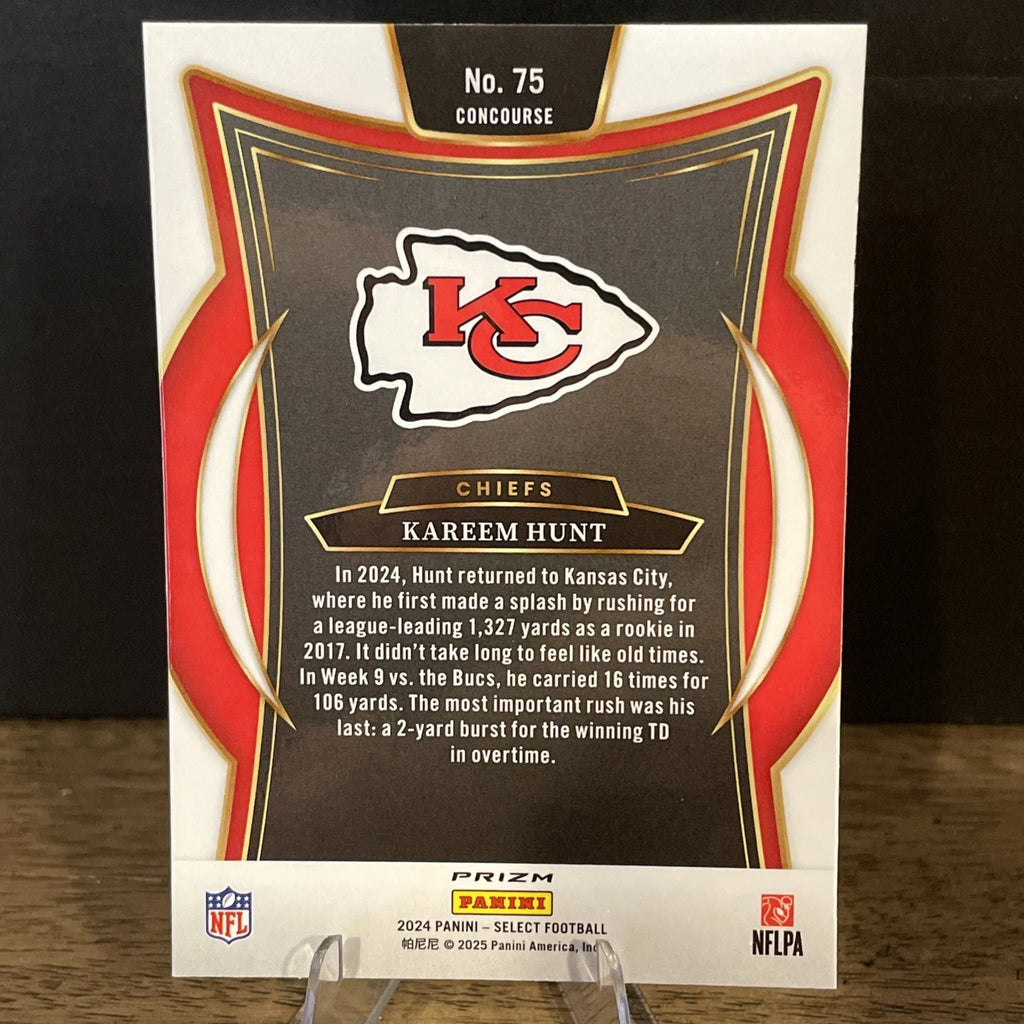 No. 75
CONCOURSE
KC
CHIEFS
KAREEM HUNT
In 2024, Hunt returned to Kansas City,
where he first made a splash by rushing for
a league-leading 1,327 yards as a rookie in
2017. It didn't take long to feel like old times.
In Week 9 vs. the Bucs, he carried 16 times for
106 yards. The most important rush was his
last: a 2-yard burst for the winning TD
in overtime.
PRIZM
PANINI
NFL
2024 PANINI – SELECT FOOTBALL
帕尼尼 © 2025 Panini America, Inc
NFLPA